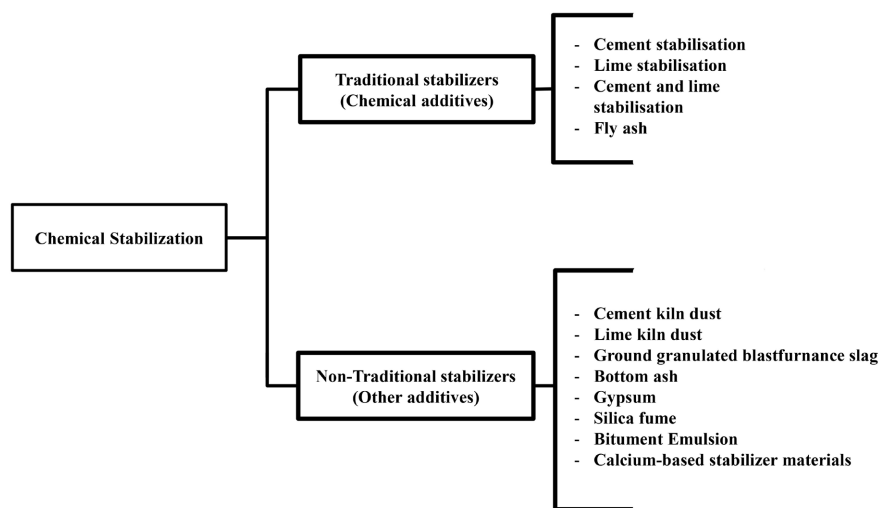 Chemical Stabilization
Traditional stabilizers
(Chemical additives)
- Cement stabilisation
- Lime stabilisation
- Cement and lime
stabilisation
- Fly ash
Non-Traditional stabilizers
(Other additives)
- Cement kiln dust
- Lime kiln dust
- Ground granulated blastfurnance slag
- Bottom ash
- Gypsum
- Silica fume
- Bitument Emulsion
- Calcium-based stabilizer materials